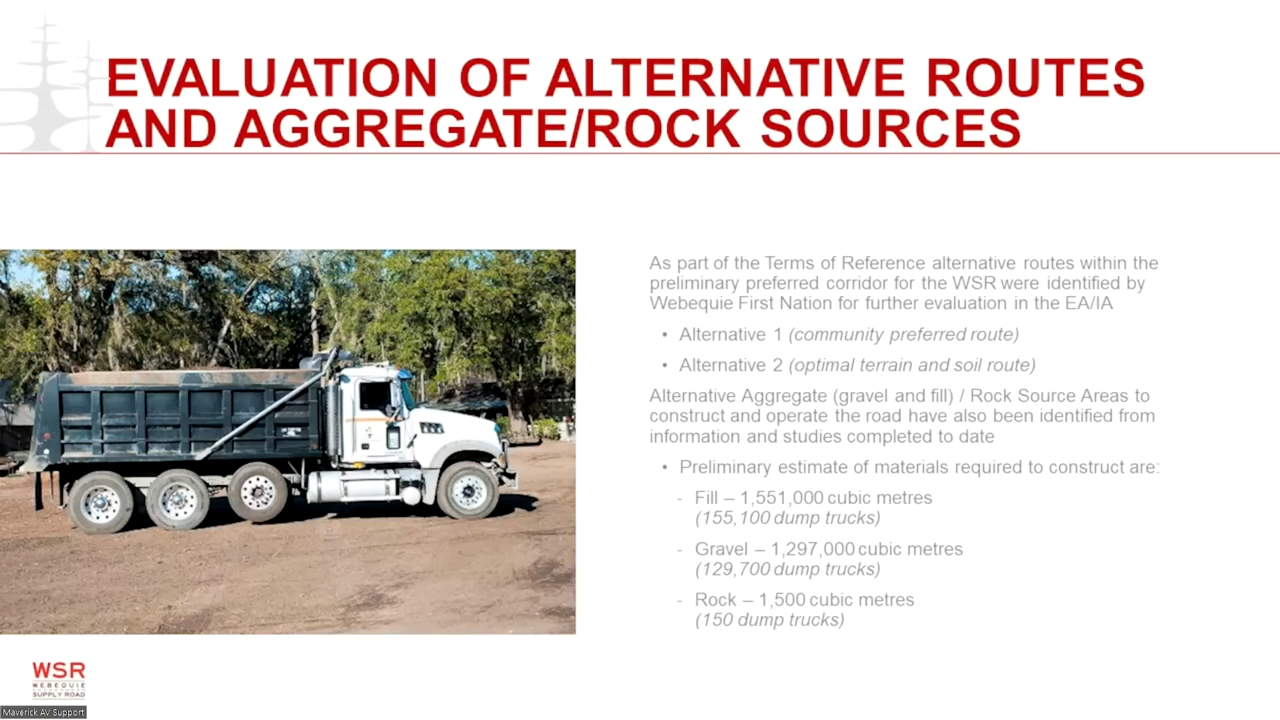 EVALUATION OF ALTERNATIVE ROUTES
AND AGGREGATE/ROCK SOURCES
As part of the Terms of Reference alternative routes within the
preliminary preferred corridor for the WSR were identified by
Webequie First Nation for further evaluation in the EA/IA
• Alternative 1 (community preferred route)
• Alternative 2 (optimal terrain and soil route)
Alternative Aggregate (gravel and fill) / Rock Source Areas to
construct and operate the road have also been identified from
information and studies completed to date
• Preliminary estimate of materials required to construct are:
- Fill – 1,551,000 cubic metres
(155,100 dump trucks)
- Gravel – 1,297,000 cubic metres
(129,700 dump trucks)
- Rock – 1,500 cubic metres
(150 dump trucks)
WSR
WEBEQUIE
SUPPLY ROAD
Maverick AV Support